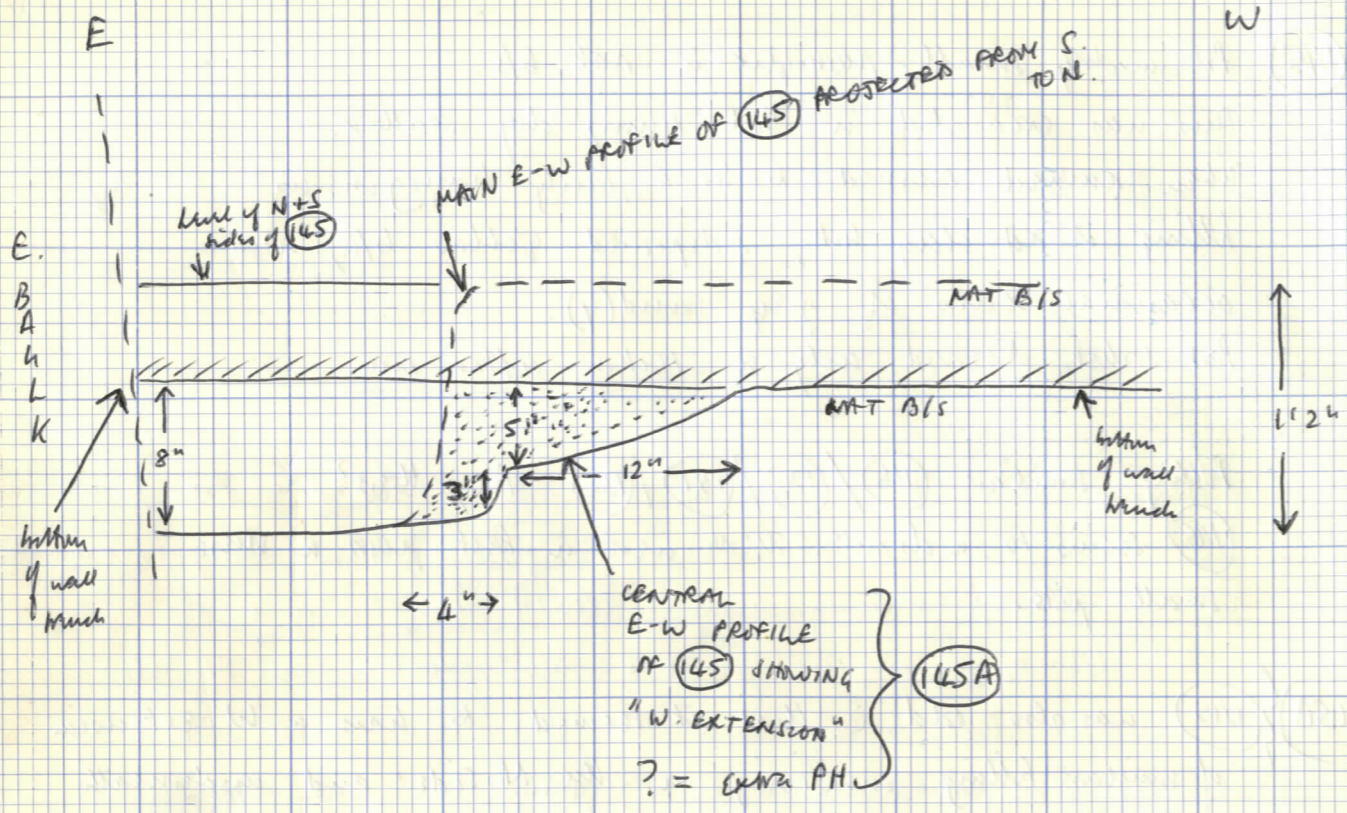 E
W
MAIN E-W PROFILE OF 145 PROJECTED FROM S.
TO N.
Level of N+S
sides of 145
E.
B
A
U
L
K
NAT B/S
NAT B/S
8"
5"
3"
12"
4"
1'2"
bottom
of wall
trench
bottom
of wall
trench
CENTRAL
E-W PROFILE
OF 145 SHOWING
"W. EXTENSION"
? = EXTRA PH.
145A